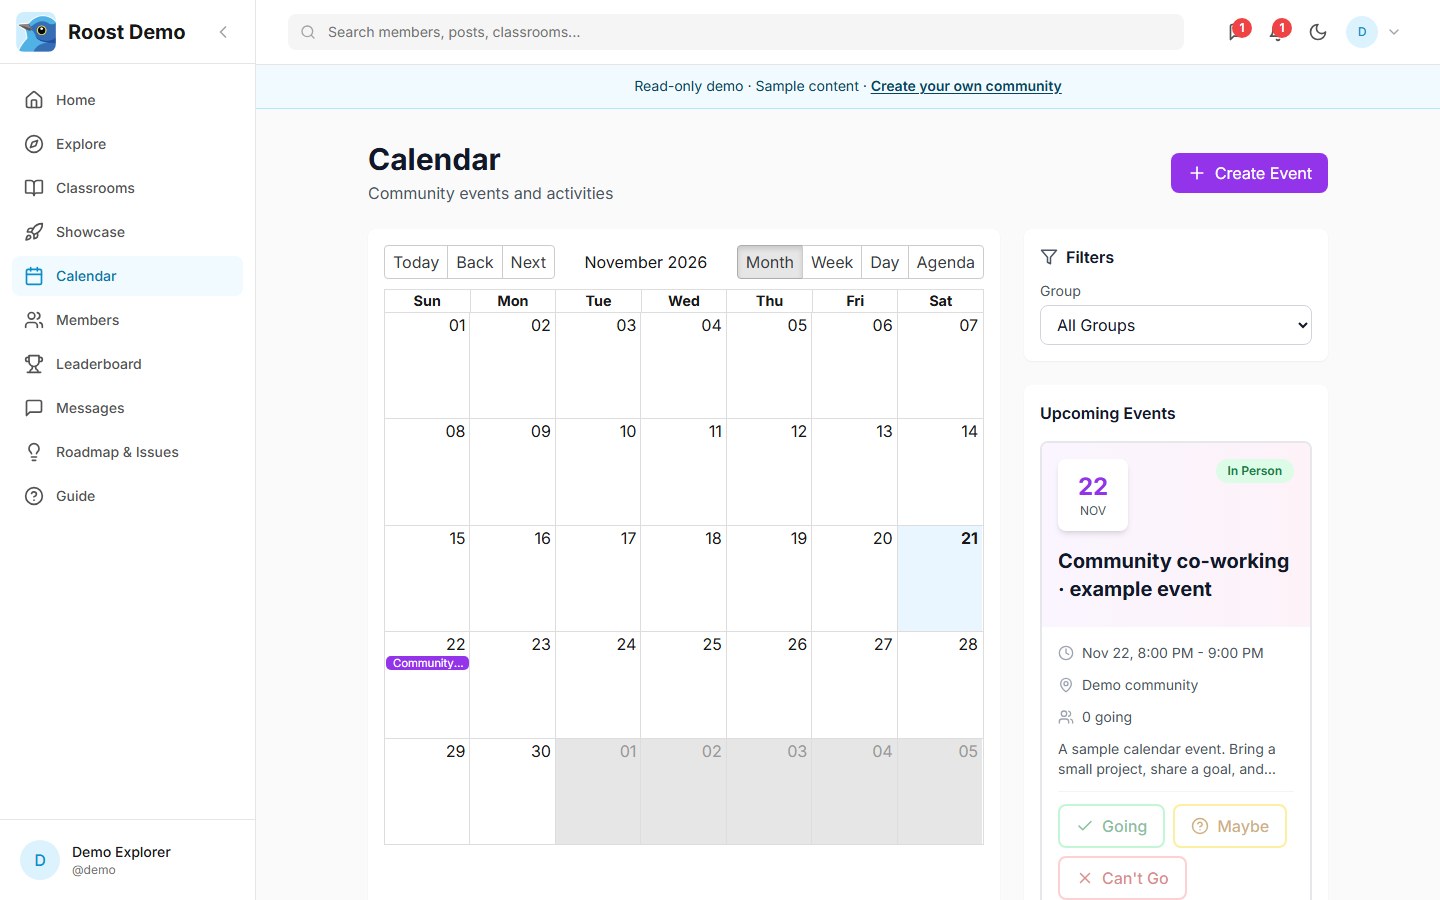 Roost Demo
Search members, posts, classrooms...
1
1
D
Read-only demo · Sample content · Create your own community
Home
Explore
Classrooms
Showcase
Calendar
Members
Leaderboard
Messages
Roadmap & Issues
Guide
D
Demo Explorer
@demo
Calendar
Community events and activities
Create Event
Today Back Next
November 2026
Month Week Day Agenda
Sun Mon Tue Wed Thu Fri Sat
01 02 03 04 05 06 07
08 09 10 11 12 13 14
15 16 17 18 19 20 21
22 23 24 25 26 27 28
Community...
29 30 01 02 03 04 05
Filters
Group
All Groups
Upcoming Events
22
NOV
In Person
Community co-working
· example event
Nov 22, 8:00 PM - 9:00 PM
Demo community
0 going
A sample calendar event. Bring a
small project, share a goal, and...
Going
Maybe
Can't Go